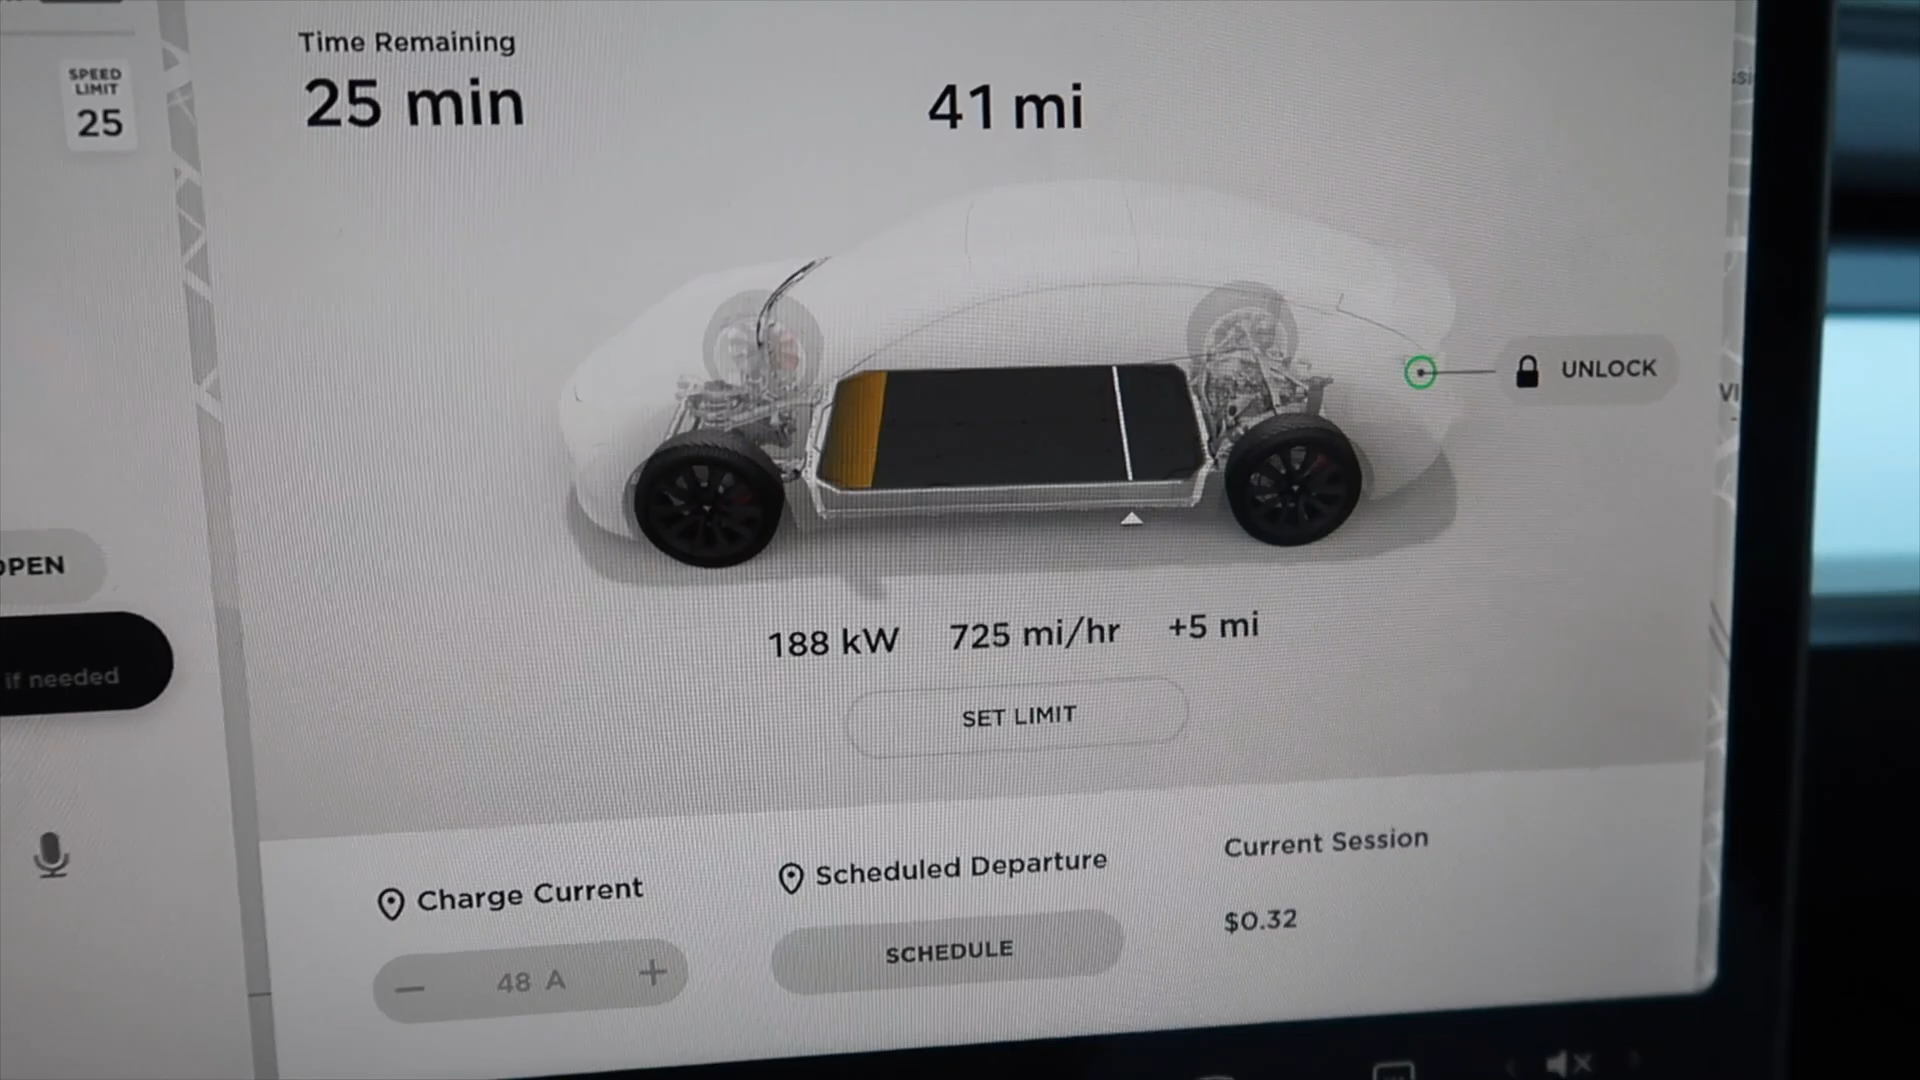 SPEED
LIMIT
25
Time Remaining
25 min
41 mi
UNLOCK
OPEN
if needed
188 kW 725 mi/hr +5 mi
SET LIMIT
Charge Current
Scheduled Departure
Current Session
− 48 A +
SCHEDULE
$0.32